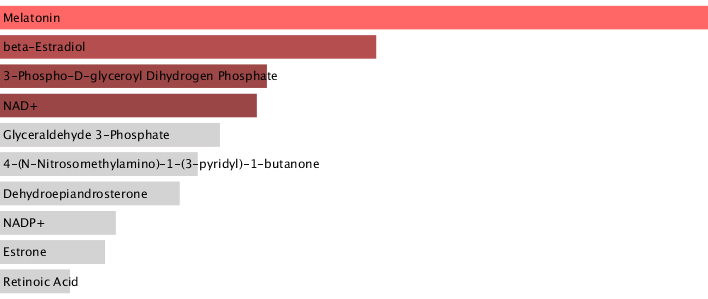 Melatonin
beta-Estradiol
3-Phospho-D-glyceroyl Dihydrogen Phosphate
NAD+
Glyceraldehyde 3-Phosphate
4-(N-Nitrosomethylamino)-1-(3-pyridyl)-1-butanone
Dehydroepiandrosterone
NADP+
Estrone
Retinoic Acid